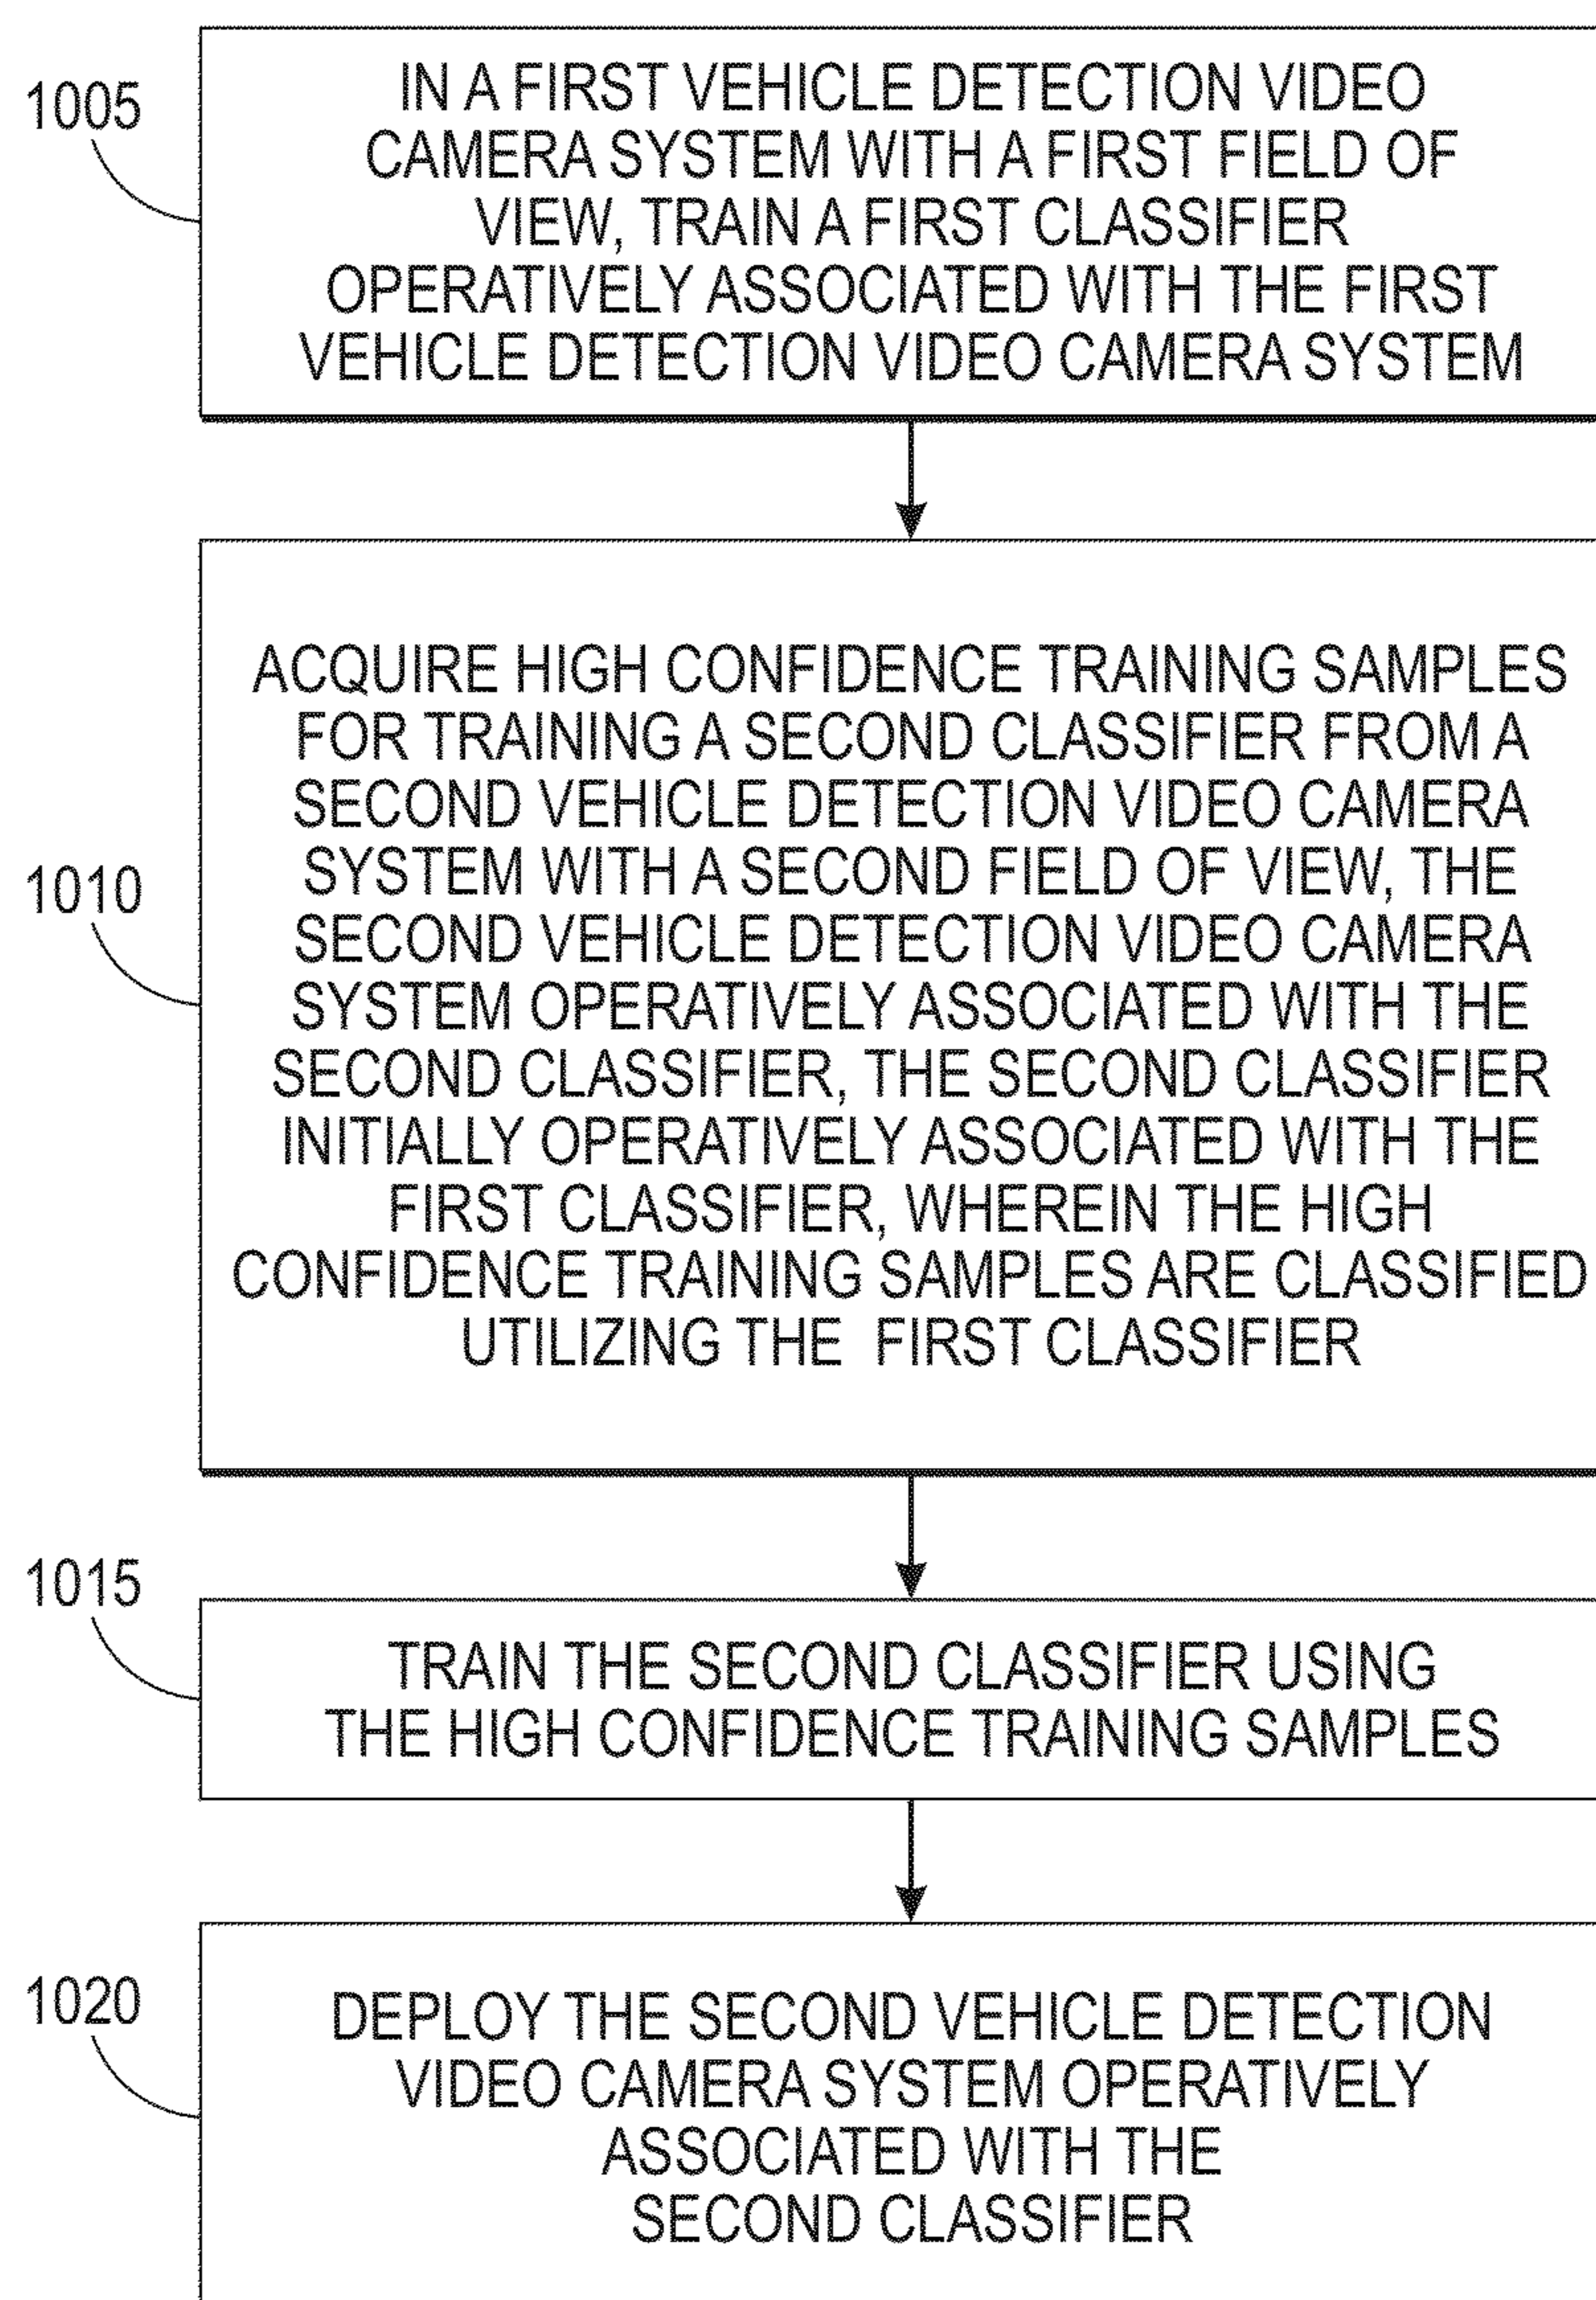 1005
IN A FIRST VEHICLE DETECTION VIDEO
CAMERA SYSTEM WITH A FIRST FIELD OF
VIEW, TRAIN A FIRST CLASSIFIER
OPERATIVELY ASSOCIATED WITH THE FIRST
VEHICLE DETECTION VIDEO CAMERA SYSTEM
1010
ACQUIRE HIGH CONFIDENCE TRAINING SAMPLES
FOR TRAINING A SECOND CLASSIFIER FROM A
SECOND VEHICLE DETECTION VIDEO CAMERA
SYSTEM WITH A SECOND FIELD OF VIEW, THE
SECOND VEHICLE DETECTION VIDEO CAMERA
SYSTEM OPERATIVELY ASSOCIATED WITH THE
SECOND CLASSIFIER, THE SECOND CLASSIFIER
INITIALLY OPERATIVELY ASSOCIATED WITH THE
FIRST CLASSIFIER, WHEREIN THE HIGH
CONFIDENCE TRAINING SAMPLES ARE CLASSIFIED
UTILIZING THE FIRST CLASSIFIER
1015
TRAIN THE SECOND CLASSIFIER USING
THE HIGH CONFIDENCE TRAINING SAMPLES
1020
DEPLOY THE SECOND VEHICLE DETECTION
VIDEO CAMERA SYSTEM OPERATIVELY
ASSOCIATED WITH THE
SECOND CLASSIFIER